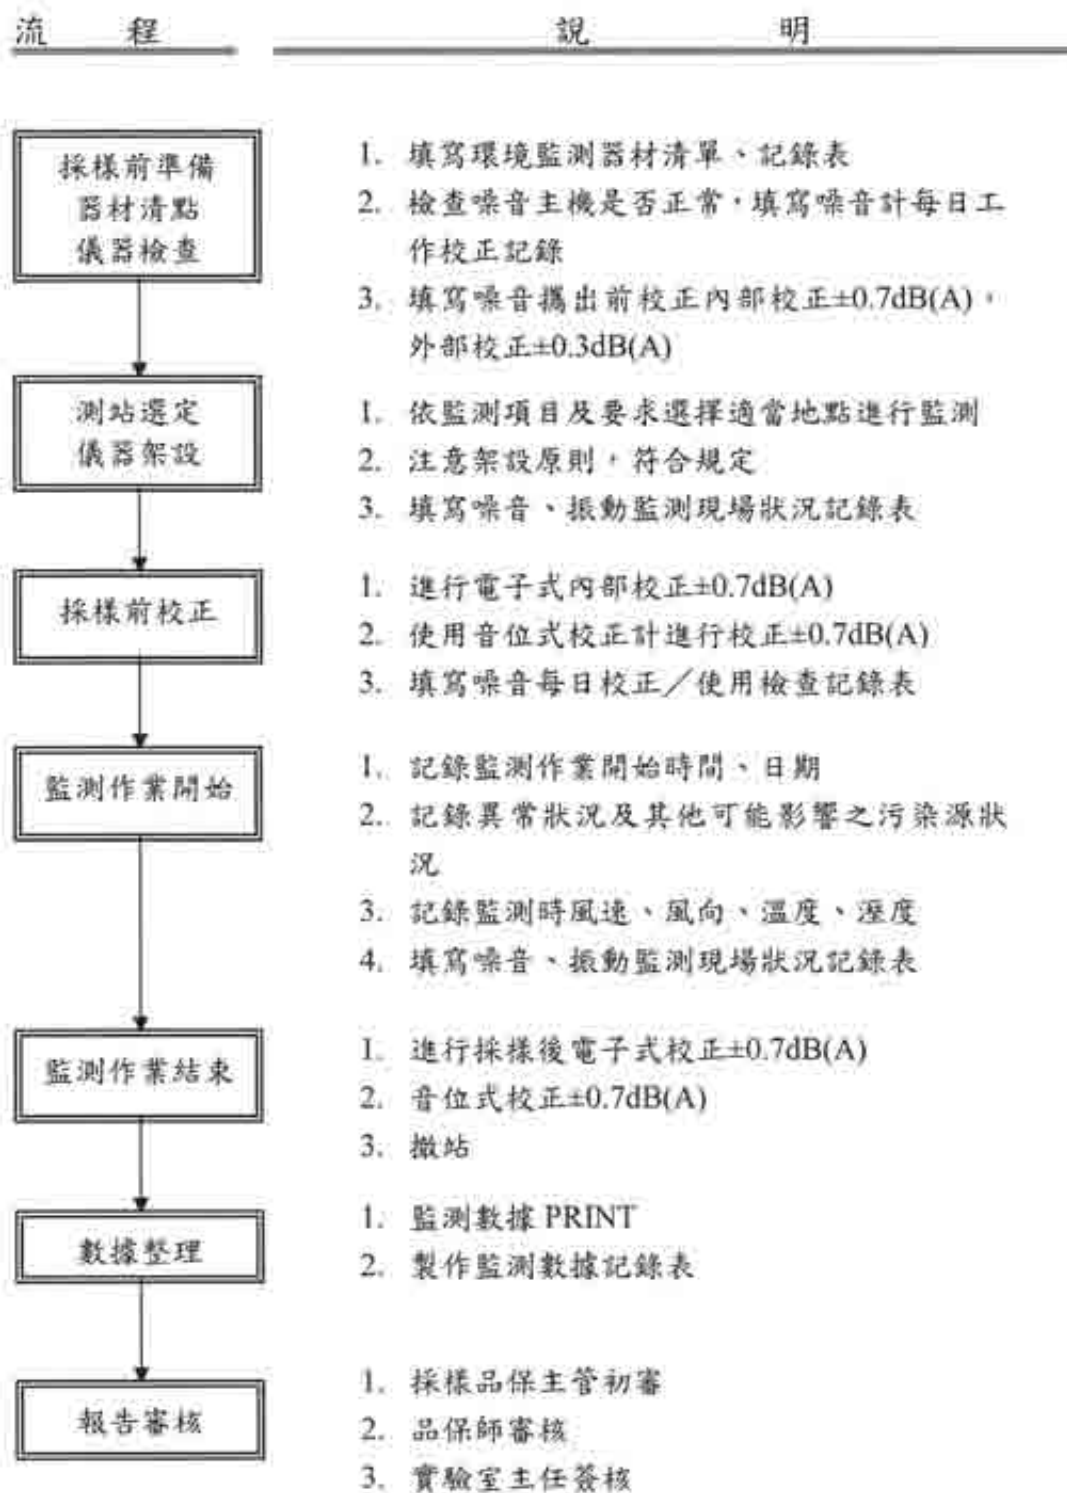 流程 說明
採樣前準備
器材清點
儀器檢查
1. 填寫環境監測器材清單、記錄表
2. 檢查噪音主機是否正常，填寫噪音計每日工
作校正記錄
3. 填寫噪音攜出前校正內部校正±0.7dB(A)，
外部校正±0.3dB(A)
測站選定
儀器架設
1. 依監測項目及要求選擇適當地點進行監測
2. 注意架設原則，符合規定
3. 填寫噪音、振動監測現場狀況記錄表
採樣前校正
1. 進行電子式內部校正±0.7dB(A)
2. 使用音位式校正計進行校正±0.7dB(A)
3. 填寫噪音每日校正／使用檢查記錄表
監測作業開始
1. 記錄監測作業開始時間、日期
2. 記錄異常狀況及其他可能影響之污染源狀
況
3. 記錄監測時風速、風向、溫度、溼度
4. 填寫噪音、振動監測現場狀況記錄表
監測作業結束
1. 進行採樣後電子式校正±0.7dB(A)
2. 音位式校正±0.7dB(A)
3. 撤站
數據整理
1. 監測數據 PRINT
2. 製作監測數據記錄表
報告審核
1. 採樣品保主管初審
2. 品保師審核
3. 實驗室主任簽核